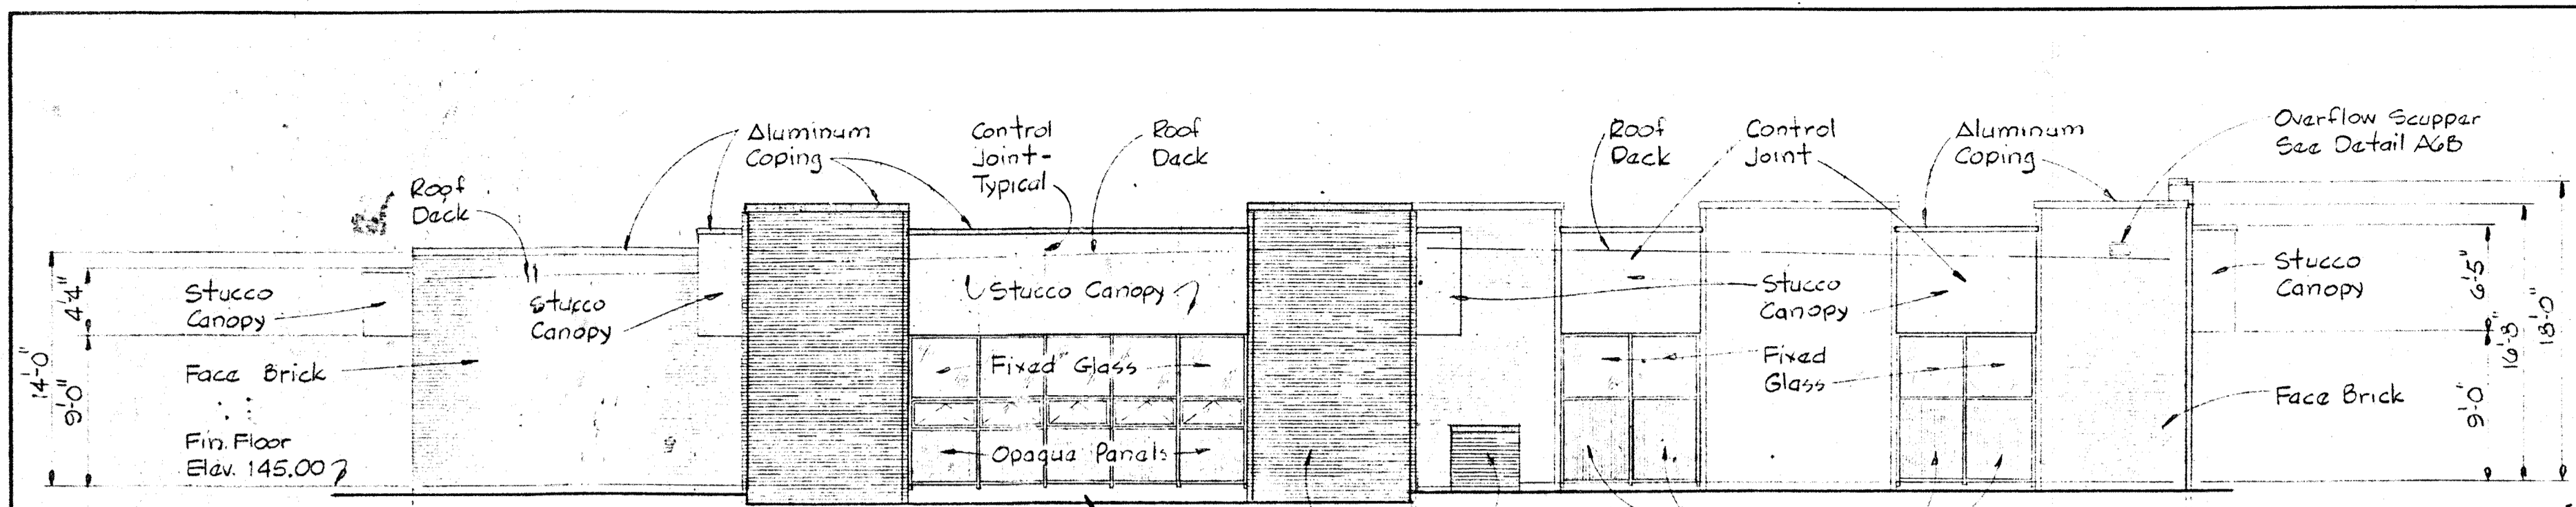 Aluminum
Coping
Control
Joint-
Typical
Roof
Deck
Roof
Deck
Control
Joint
Aluminum
Coping
Overflow Scupper
See Detail A6B
Roof
Deck
Stucco
Canopy
Stucco
Canopy
Stucco Canopy
Stucco
Canopy
Stucco
Canopy
Face Brick
Fixed Glass
Fixed
Glass
Face Brick
Fin. Floor
Elev. 145.00
Opaque Panels
14'-0"
4'4"
9'-0"
6'5"
9'-0"
16'-3"
18'-0"